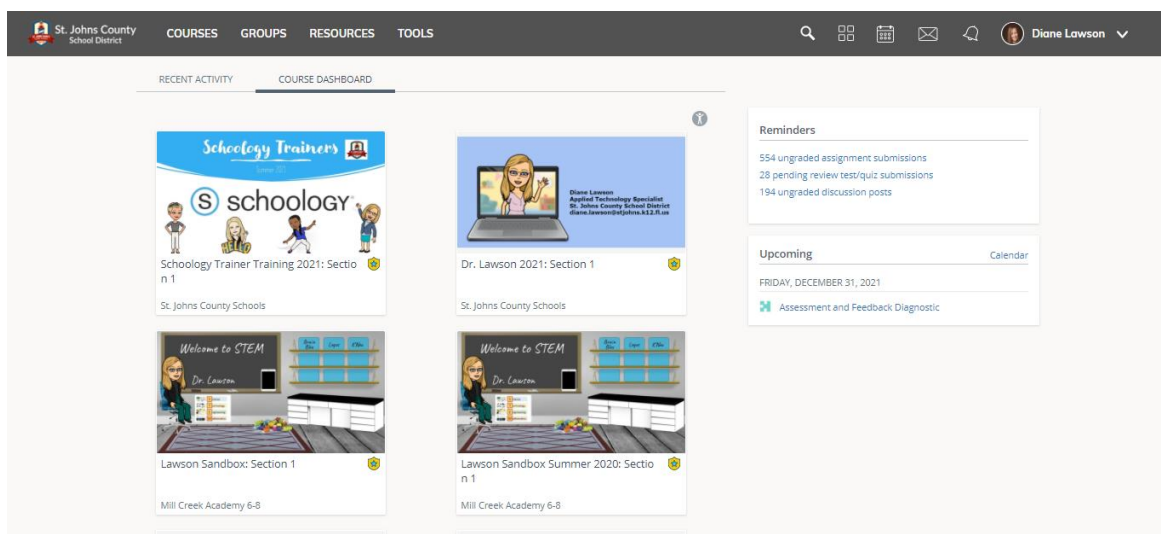 St. Johns County
School District
COURSES GROUPS RESOURCES TOOLS
Diane Lawson
RECENT ACTIVITY COURSE DASHBOARD
Schoology Trainers
Summer 2021
S schoology
HELLO
Schoology Trainer Training 2021: Sectio
n 1
St. Johns County Schools
Diane Lawson
Applied Technology Specialist
St. Johns County School District
diane.lawson@stjohns.k12.fl.us
Dr. Lawson 2021: Section 1
St. Johns County Schools
Welcome to STEM
Dr. Lawson
Lawson Sandbox: Section 1
Mill Creek Academy 6-8
Welcome to STEM
Dr. Lawson
Lawson Sandbox Summer 2020: Sectio
n 1
Mill Creek Academy 6-8
Reminders
554 ungraded assignment submissions
28 pending review test/quiz submissions
194 ungraded discussion posts
Upcoming Calendar
FRIDAY, DECEMBER 31, 2021
Assessment and Feedback Diagnostic